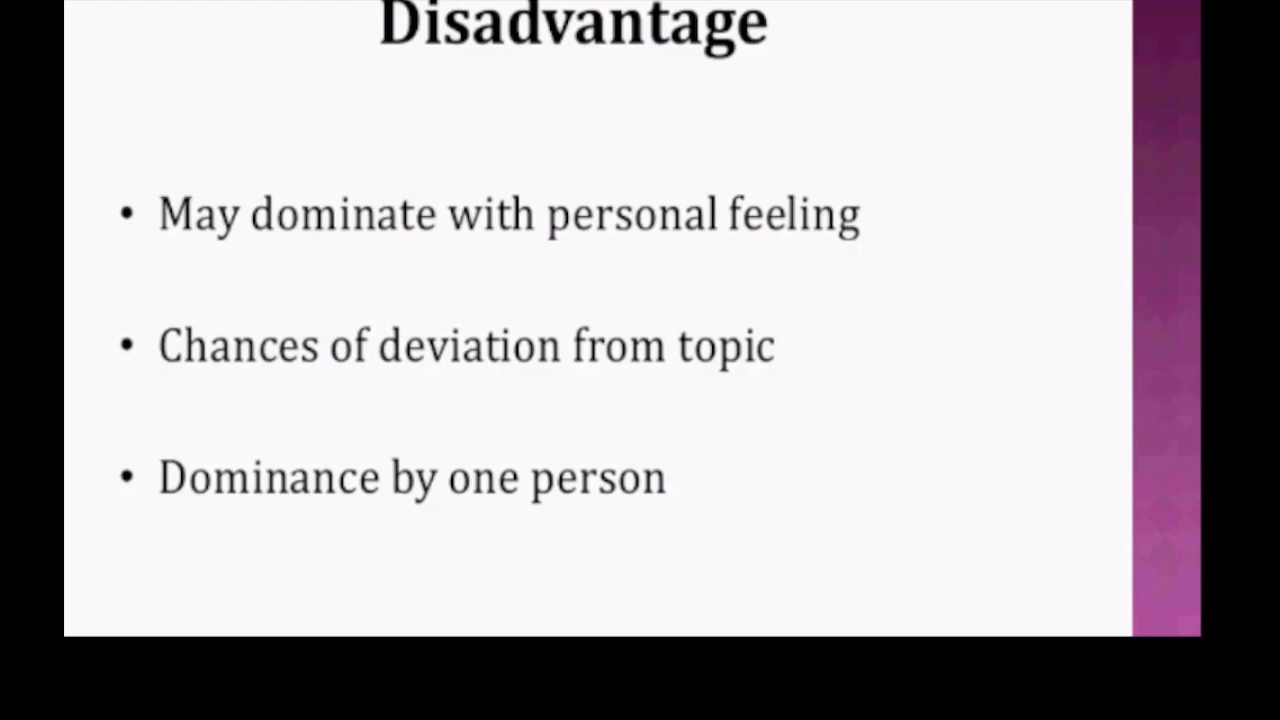 Disadvantage
• May dominate with personal feeling
• Chances of deviation from topic
• Dominance by one person